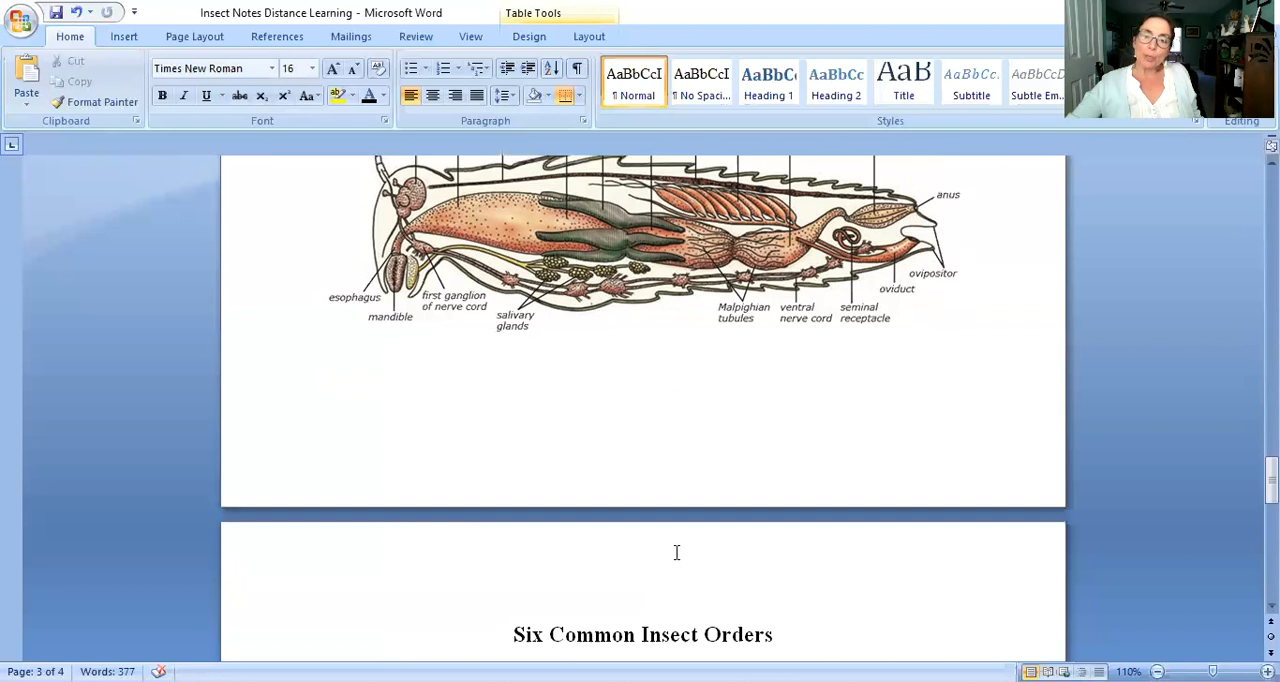 Insect Notes Distance Learning - Microsoft Word
Table Tools
Home Insert Page Layout References Mailings Review View Design Layout
Paste
Cut
Copy
Format Painter
Clipboard
Times New Roman 16
B I U abc X₂ X² Aa A
Font
Paragraph
AaBbCcI AaBbCcI AaBbC AaBbCc AaB AaBbCc. AaBbCcD
¶ Normal ¶ No Spaci... Heading 1 Heading 2 Title Subtitle Subtle Em...
Styles
Editing
anus
ovipositor
oviduct
esophagus
mandible
first ganglion
of nerve cord
salivary
glands
Malpighian
tubules
ventral
nerve cord
seminal
receptacle
Six Common Insect Orders
Page: 3 of 4 Words: 377 110%